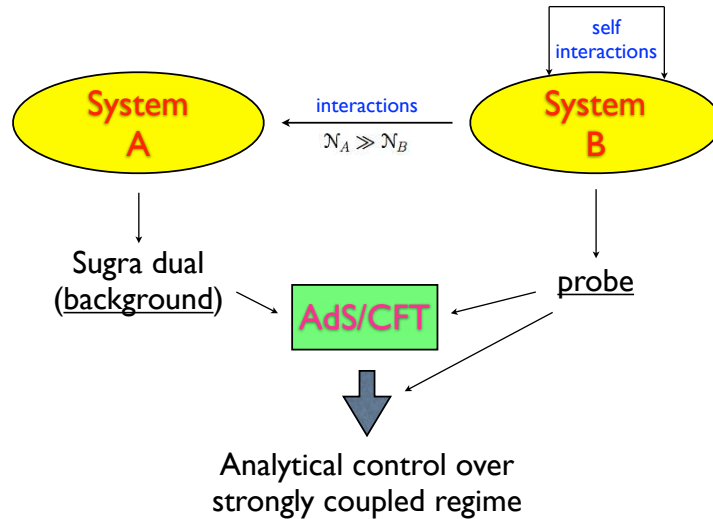 self
interactions
System
A
interactions
𝒩_A ≫ 𝒩_B
System
B
Sugra dual
(background)
probe
AdS/CFT
Analytical control over
strongly coupled regime